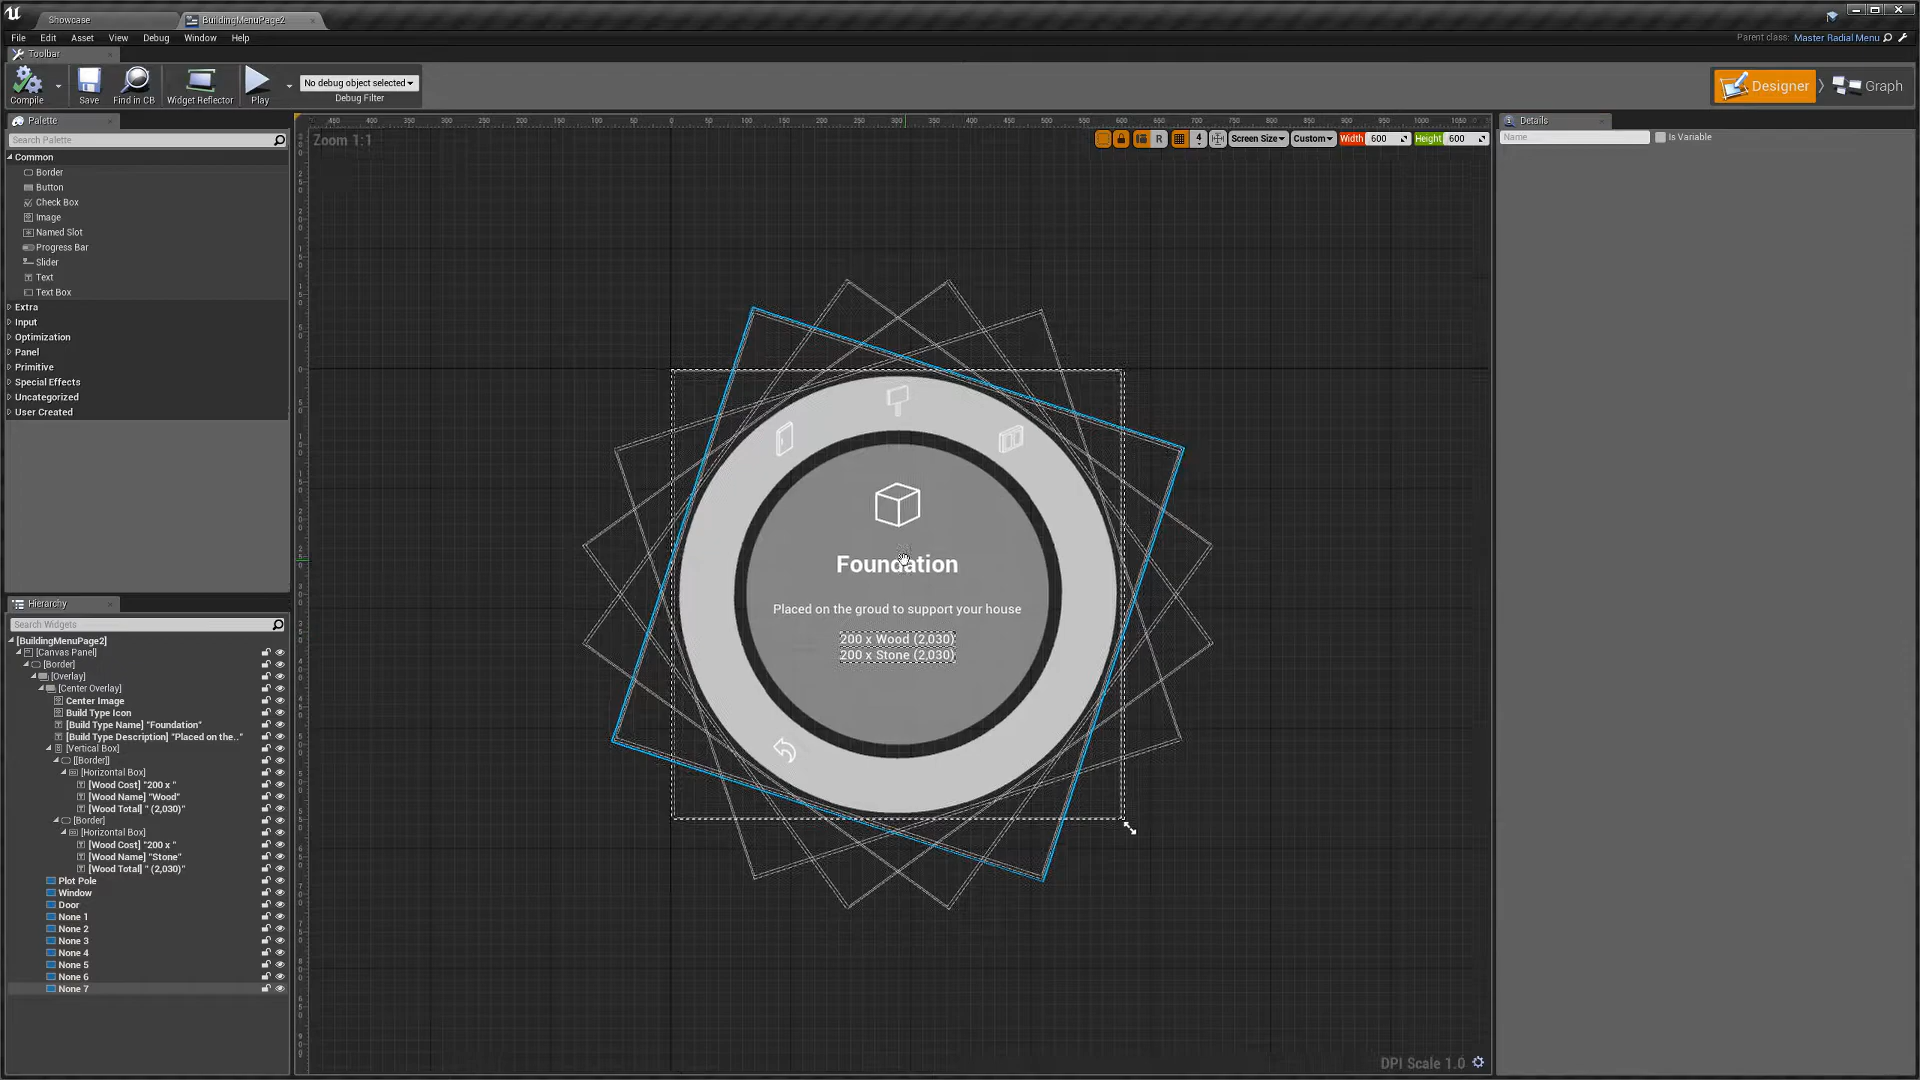 Showcase
BuildingMenuPage2
File Edit Asset View Debug Window Help
Parent class: Master Radial Menu
Toolbar
Compile
Save
Find in CB
Widget Reflector
Play
No debug object selected
Debug Filter
Designer
Graph
Palette
Search Palette
Common
Border
Button
Check Box
Image
Named Slot
Progress Bar
Slider
Text
Text Box
Extra
Input
Optimization
Panel
Primitive
Special Effects
Uncategorized
User Created
Hierarchy
Search Widgets
[BuildingMenuPage2]
[Canvas Panel]
[Border]
[Overlay]
[Center Overlay]
Center Image
Build Type Icon
[Build Type Name] "Foundation"
[Build Type Description] "Placed on the.."
[Vertical Box]
[[Border]]
[Horizontal Box]
[Wood Cost] "200 x "
[Wood Name] "Wood"
[Wood Total] " (2,030)"
[Border]
[Horizontal Box]
[Wood Cost] "200 x "
[Wood Name] "Stone"
[Wood Total] " (2,030)"
Plot Pole
Window
Door
None 1
None 2
None 3
None 4
None 5
None 6
None 7
Zoom 1:1
R
4
Screen Size
Custom
Width 600
Height 600
Foundation
Placed on the groud to support your house
200 x Wood (2,030)
200 x Stone (2,030)
DPI Scale 1.0
Details
Name
Is Variable